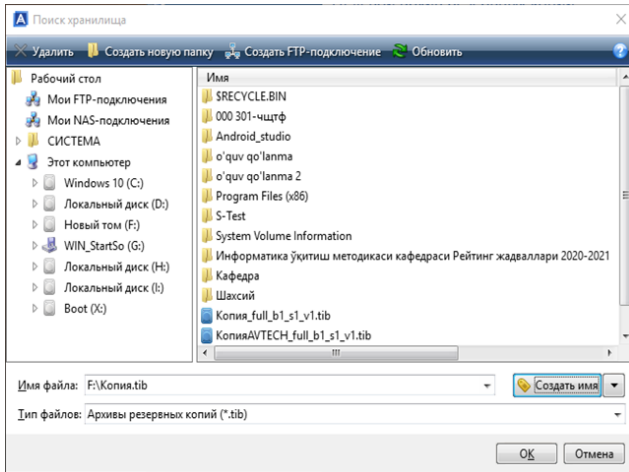 Поиск хранилища
Удалить Создать новую папку Создать FTP-подключение Обновить
Рабочий стол
Мои FTP-подключения
Мои NAS-подключения
СИСТЕМА
Этот компьютер
Windows 10 (C:)
Локальный диск (D:)
Новый том (F:)
WIN_StartSo (G:)
Локальный диск (H:)
Локальный диск (I:)
Boot (X:)
Имя
$RECYCLE.BIN
000 301-чщтф
Android_studio
o'quv qo'lanma
o'quv qo'lanma 2
Program Files (x86)
S-Test
System Volume Information
Информатика ўқитиш методикаси кафедраси Рейтинг жадваллари 2020-2021
Кафедра
Шахсий
Копия_full_b1_s1_v1.tib
КопияAVTECH_full_b1_s1_v1.tib
Имя файла: F:\Копия.tib Создать имя
Тип файлов: Архивы резервных копий (*.tib)
OK Отмена